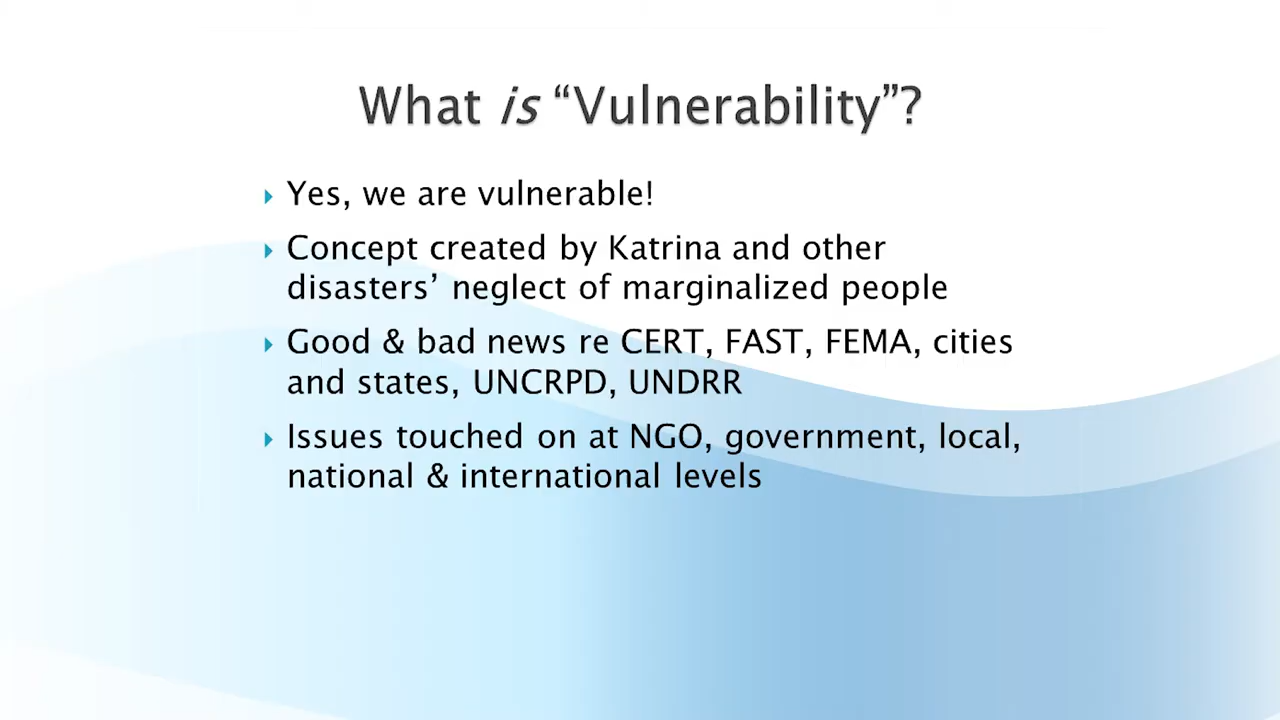 What is “Vulnerability”?
Yes, we are vulnerable!
Concept created by Katrina and other
disasters’ neglect of marginalized people
Good & bad news re CERT, FAST, FEMA, cities
and states, UNCRPD, UNDRR
Issues touched on at NGO, government, local,
national & international levels